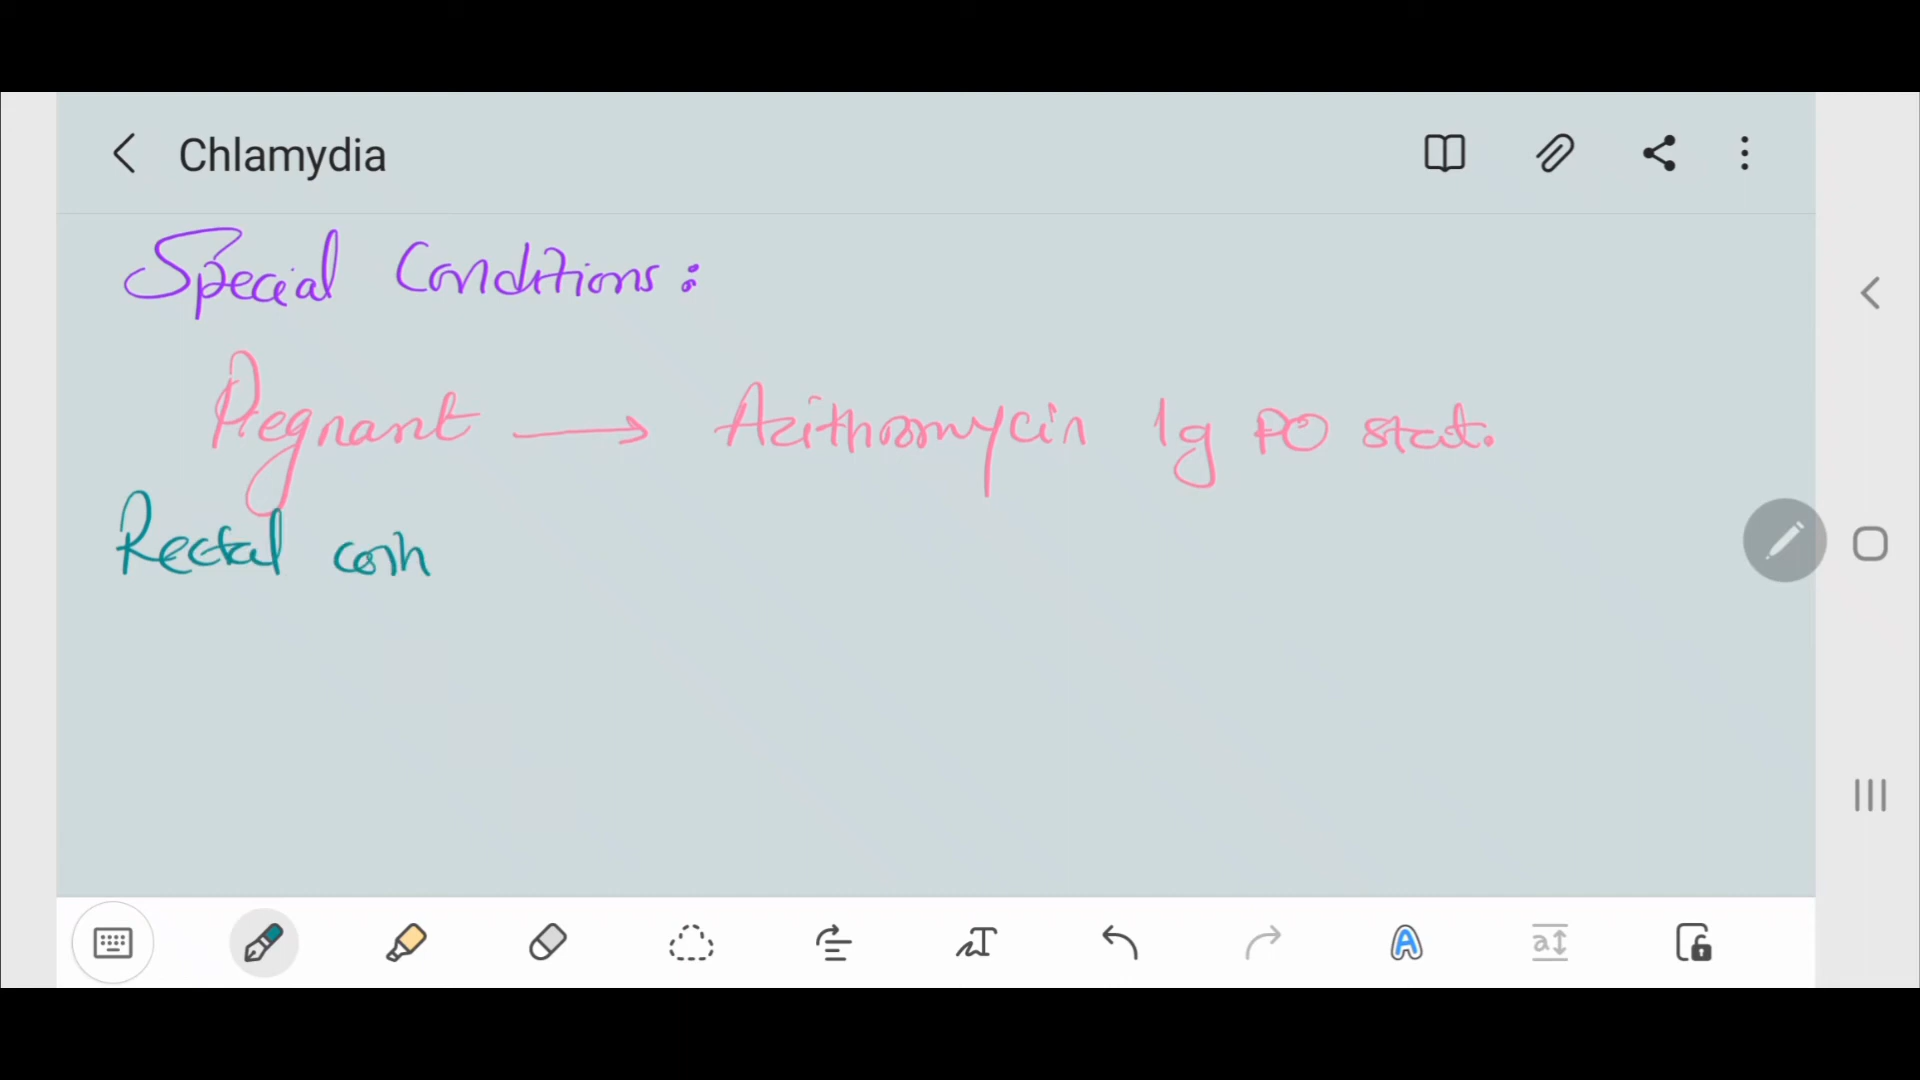 Chlamydia
Special Conditions:
Pregnant → Azithromycin 1g PO stat.
Rectal